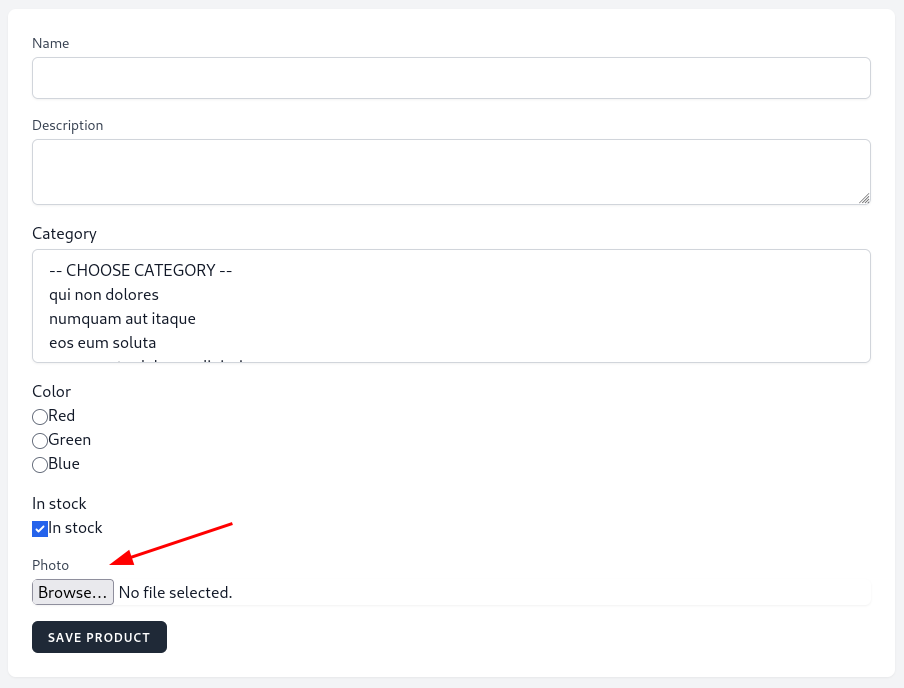 Name
Description
Category
-- CHOOSE CATEGORY --
qui non dolores
numquam aut itaque
eos eum soluta
Color
Red
Green
Blue
In stock
In stock
Photo
Browse... No file selected.
SAVE PRODUCT